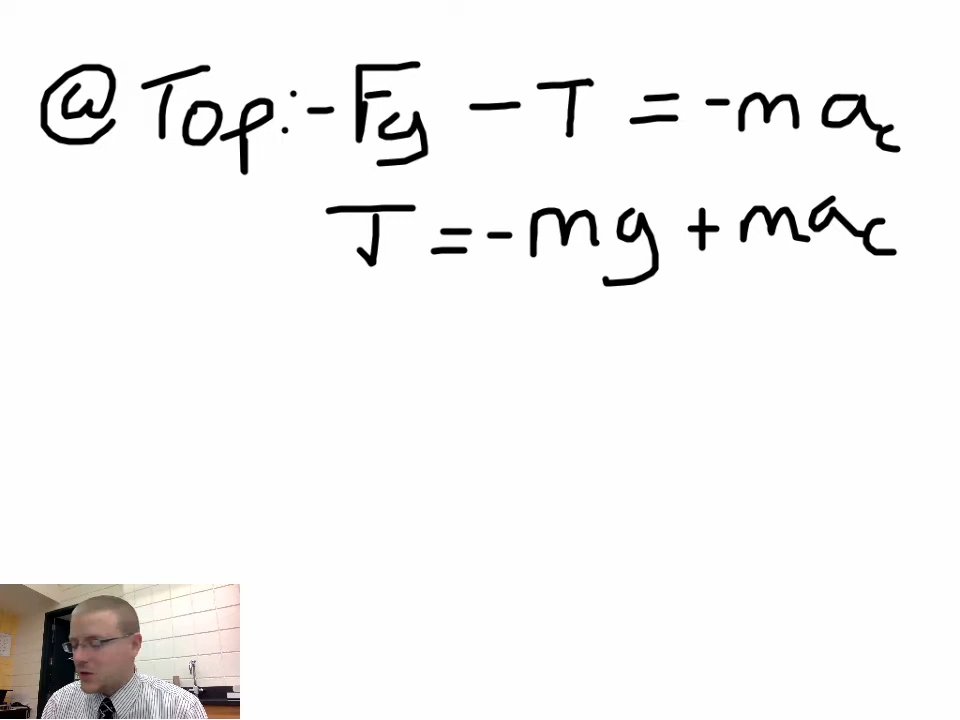 @ Top: - Fg - T = -mac
T = -mg + mac